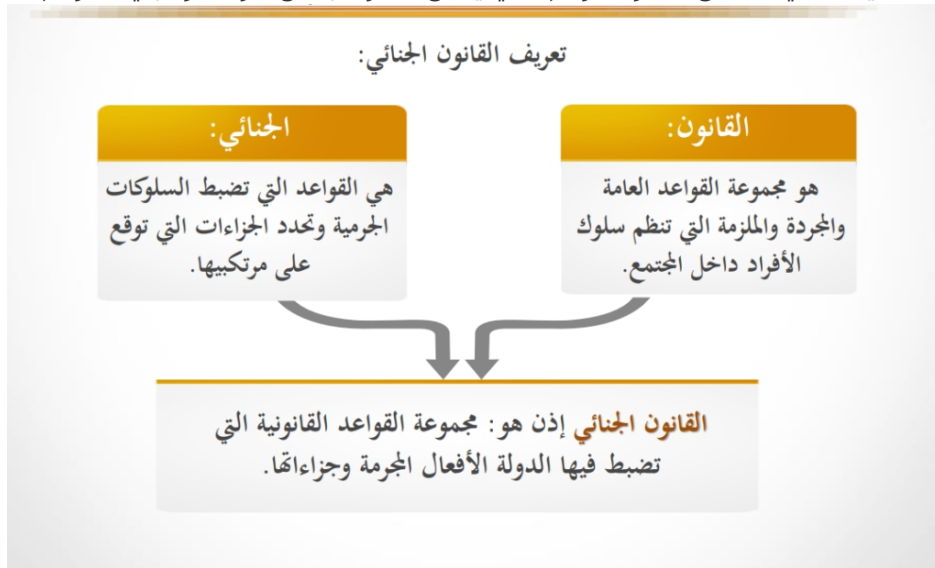 تعريف القانون الجنائي:
القانون:
هو مجموعة القواعد العامة
والمجردة والملزمة التي تنظم سلوك
الأفراد داخل المجتمع.
الجنائي:
هي القواعد التي تضبط السلوكات
الجرمية وتحدد الجزاءات التي توقع
على مرتكبيها.
القانون الجنائي إذن هو: مجموعة القواعد القانونية التي
تضبط فيها الدولة الأفعال المجرمة وجزاءاتها.